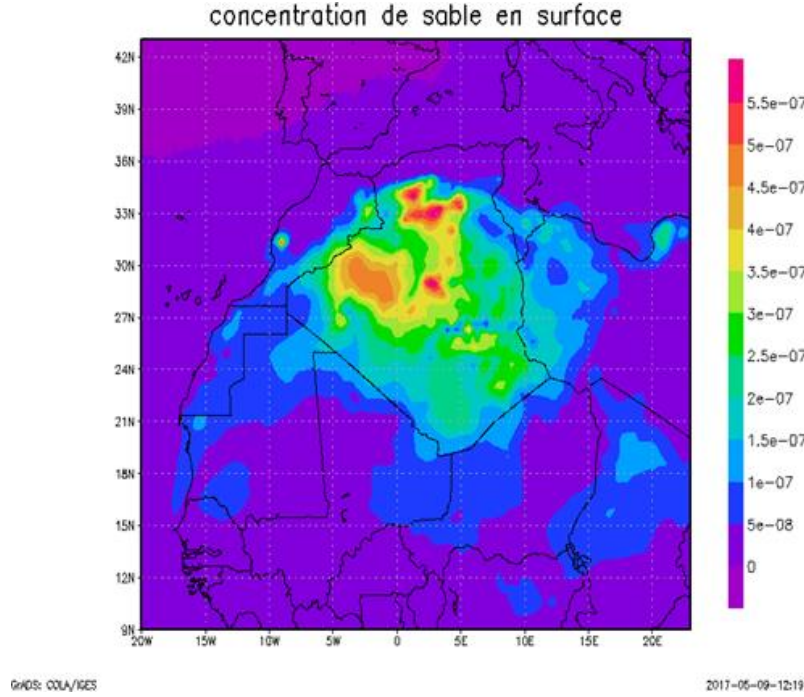 concentration de sable en surface
42N
39N
36N
33N
30N
27N
24N
21N
18N
15N
12N
9N
20W 15W 10W 5W 0 5E 10E 15E 20E
5.5e-07
5e-07
4.5e-07
4e-07
3.5e-07
3e-07
2.5e-07
2e-07
1.5e-07
1e-07
5e-08
0
GrADS: COLA/IGES 2017-05-09-12:19